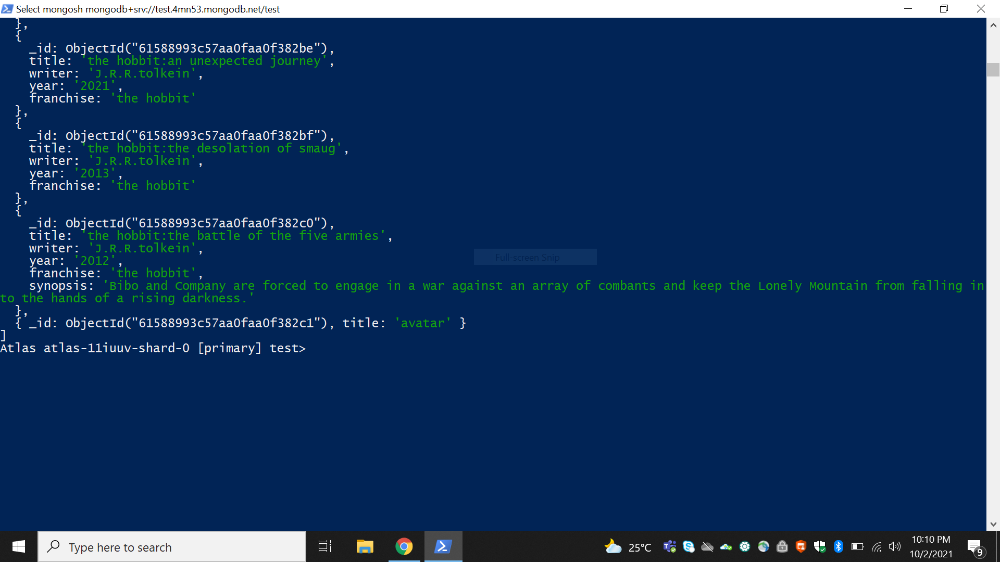 Select mongosh mongodb+srv://test.4mn53.mongodb.net/test
},
{
_id: ObjectId("61588993c57aa0faa0f382be"),
title: 'the hobbit:an unexpected journey',
writer: 'J.R.R.tolkein',
year: '2021',
franchise: 'the hobbit'
},
{
_id: ObjectId("61588993c57aa0faa0f382bf"),
title: 'the hobbit:the desolation of smaug',
writer: 'J.R.R.tolkein',
year: '2013',
franchise: 'the hobbit'
},
{
_id: ObjectId("61588993c57aa0faa0f382c0"),
title: 'the hobbit:the battle of the five armies',
writer: 'J.R.R.tolkein',
year: '2012',
franchise: 'the hobbit',
synopsis: 'Bibo and Company are forced to engage in a war against an array of combants and keep the Lonely Mountain from falling in
to the hands of a rising darkness.'
},
{ _id: ObjectId("61588993c57aa0faa0f382c1"), title: 'avatar' }
]
Atlas atlas-11iuuv-shard-0 [primary] test>
Full-screen Snip
Type here to search
25°C
10:10 PM
10/2/2021
9